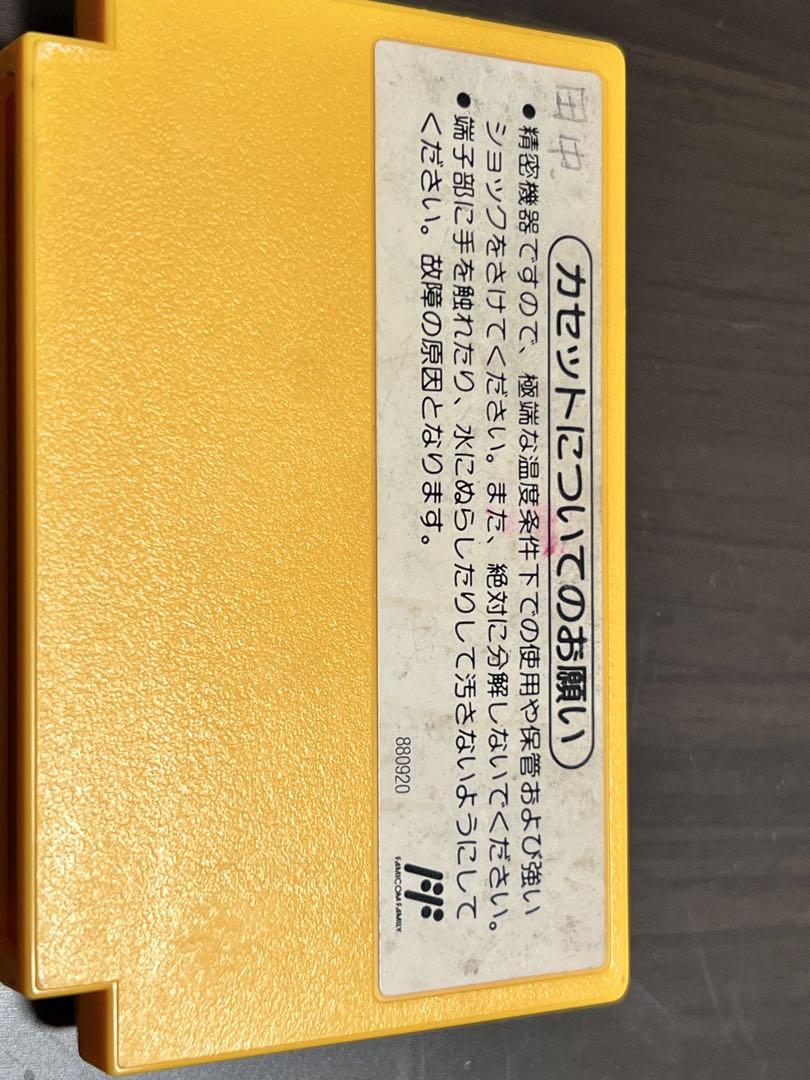 田中
カセットについてのお願い
●精密機器ですので、極端な温度条件下での使用や保管および強い
ショックをさけてください。また、絶対に分解しないでください。
●端子部に手を触れたり、水にぬらしたりして汚さないようにして
ください。故障の原因となります。
880920
FAMICOM FAMILY